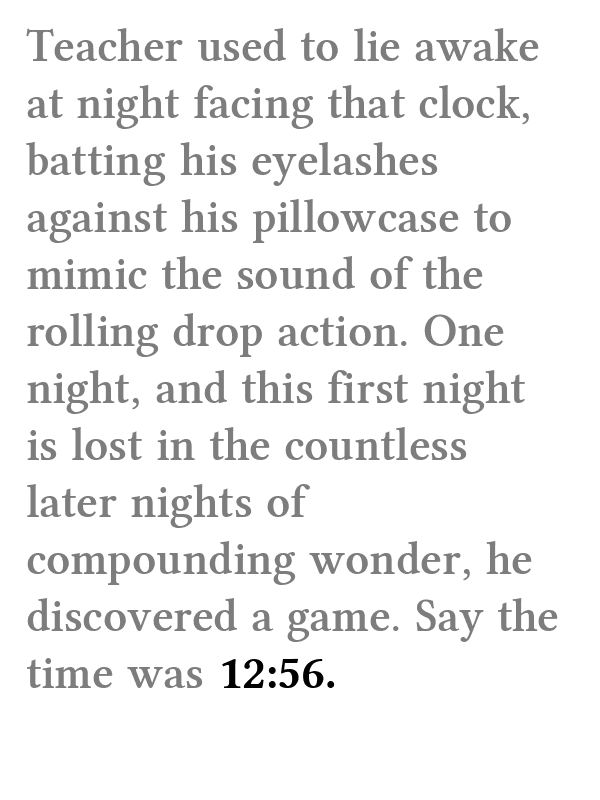 Teacher used to lie awake
at night facing that clock,
batting his eyelashes
against his pillowcase to
mimic the sound of the
rolling drop action. One
night, and this first night
is lost in the countless
later nights of
compounding wonder, he
discovered a game. Say the
time was 12:56.